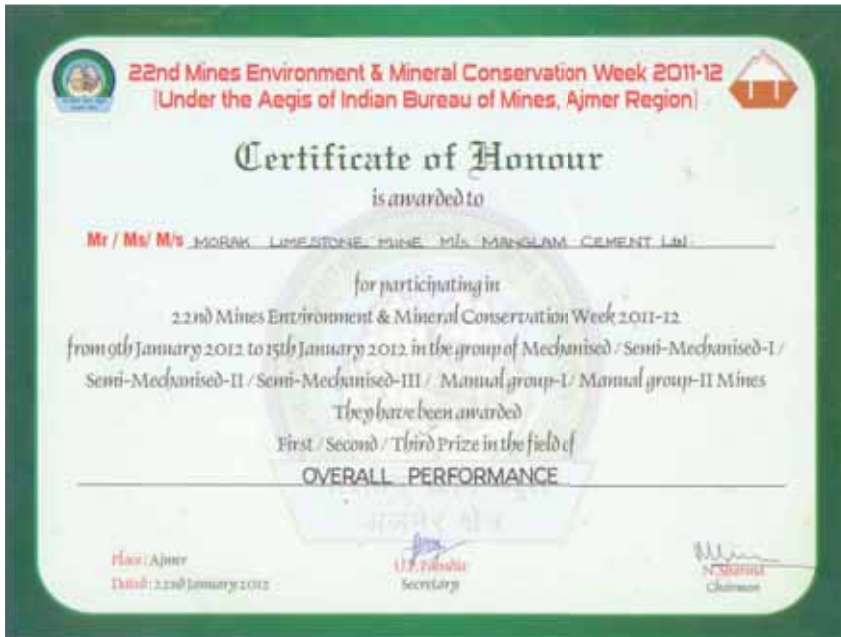 22nd Mines Environment & Mineral Conservation Week 2011-12
[Under the Aegis of Indian Bureau of Mines, Ajmer Region]
Certificate of Honour
is awarded to
Mr / Ms/ M/s MORAK LIMESTONE MINE M/s MANGLAM CEMENT Ltd.
for participating in
22nd Mines Environment & Mineral Conservation Week 2011-12
from 9th January 2012 to 15th January 2012 in the group of Mechanised / Semi-Mechanised-I /
Semi-Mechanised-II / Semi-Mechanised-III / Manual group-I / Manual group-II Mines
They have been awarded
First / Second / Third Prize in the field of
OVERALL PERFORMANCE
Place : Ajmer
Dated : 22nd January 2012
Secretary
N. Sharma
Chairman